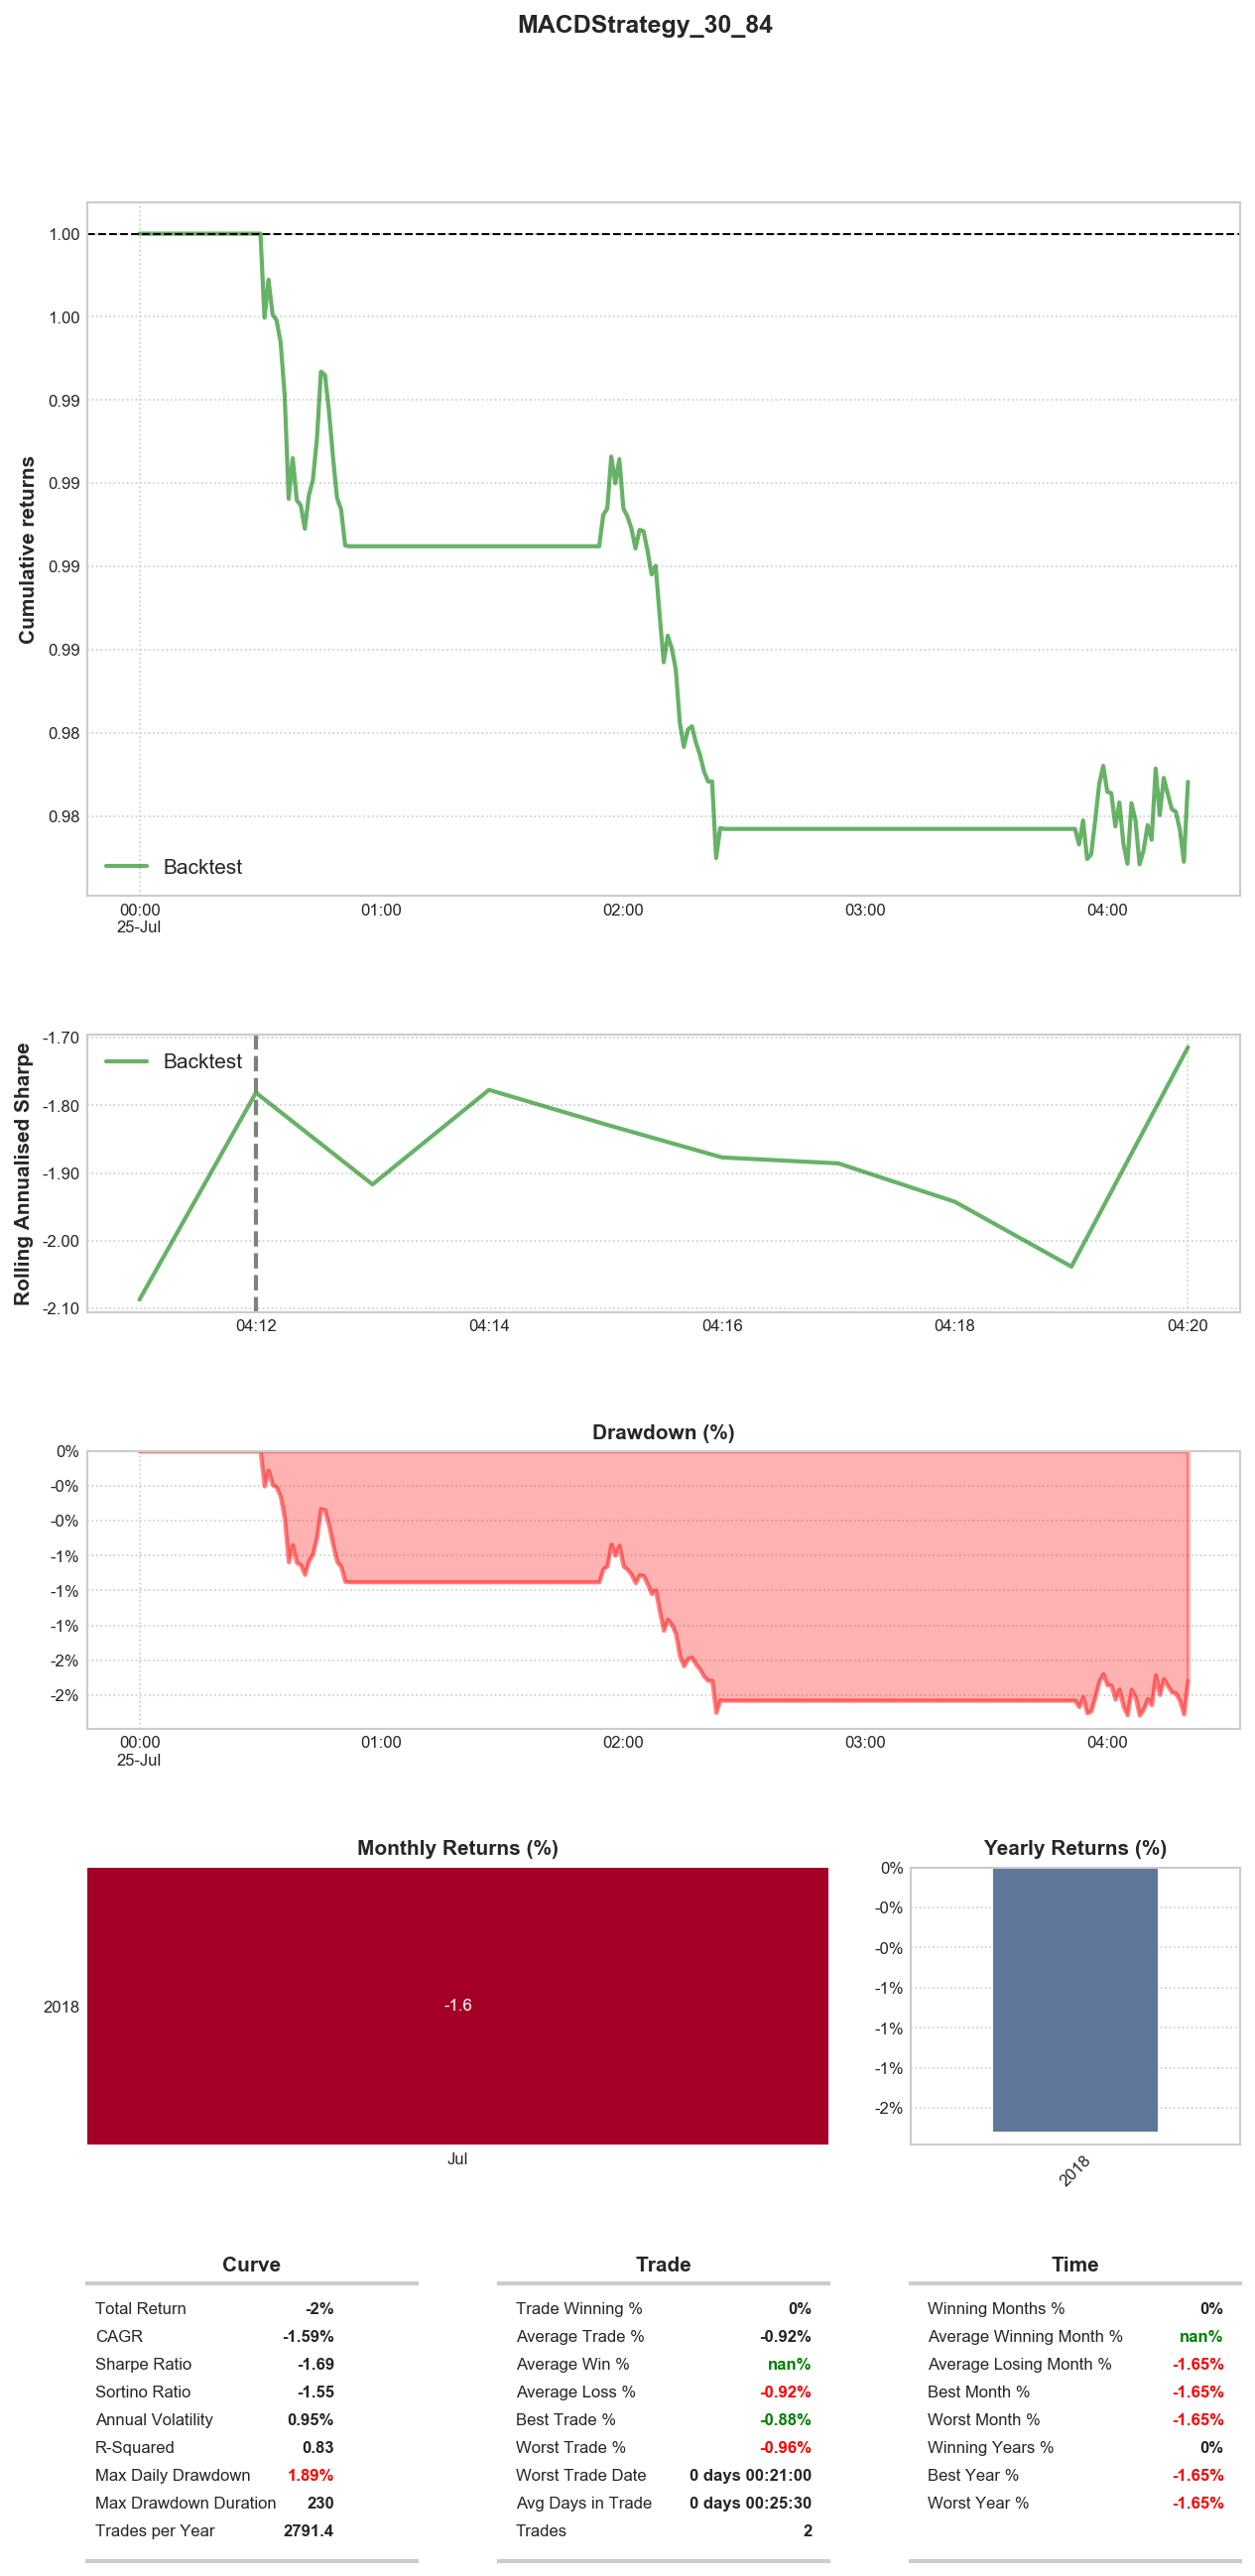 MACDStrategy_30_84
Cumulative returns
1.00
1.00
0.99
0.99
0.99
0.99
0.98
0.98
Backtest
00:00 01:00 02:00 03:00 04:00
25-Jul
Rolling Annualised Sharpe
-1.70
-1.80
-1.90
-2.00
-2.10
Backtest
04:12 04:14 04:16 04:18 04:20
Drawdown (%)
0%
-0%
-0%
-1%
-1%
-1%
-2%
-2%
00:00 01:00 02:00 03:00 04:00
25-Jul
Monthly Returns (%)
2018
-1.6
Jul
Yearly Returns (%)
0%
-0%
-0%
-1%
-1%
-1%
-2%
2018
Curve
Total Return -2%
CAGR -1.59%
Sharpe Ratio -1.69
Sortino Ratio -1.55
Annual Volatility 0.95%
R-Squared 0.83
Max Daily Drawdown 1.89%
Max Drawdown Duration 230
Trades per Year 2791.4
Trade
Trade Winning % 0%
Average Trade % -0.92%
Average Win % nan%
Average Loss % -0.92%
Best Trade % -0.88%
Worst Trade % -0.96%
Worst Trade Date 0 days 00:21:00
Avg Days in Trade 0 days 00:25:30
Trades 2
Time
Winning Months % 0%
Average Winning Month % nan%
Average Losing Month % -1.65%
Best Month % -1.65%
Worst Month % -1.65%
Winning Years % 0%
Best Year % -1.65%
Worst Year % -1.65%